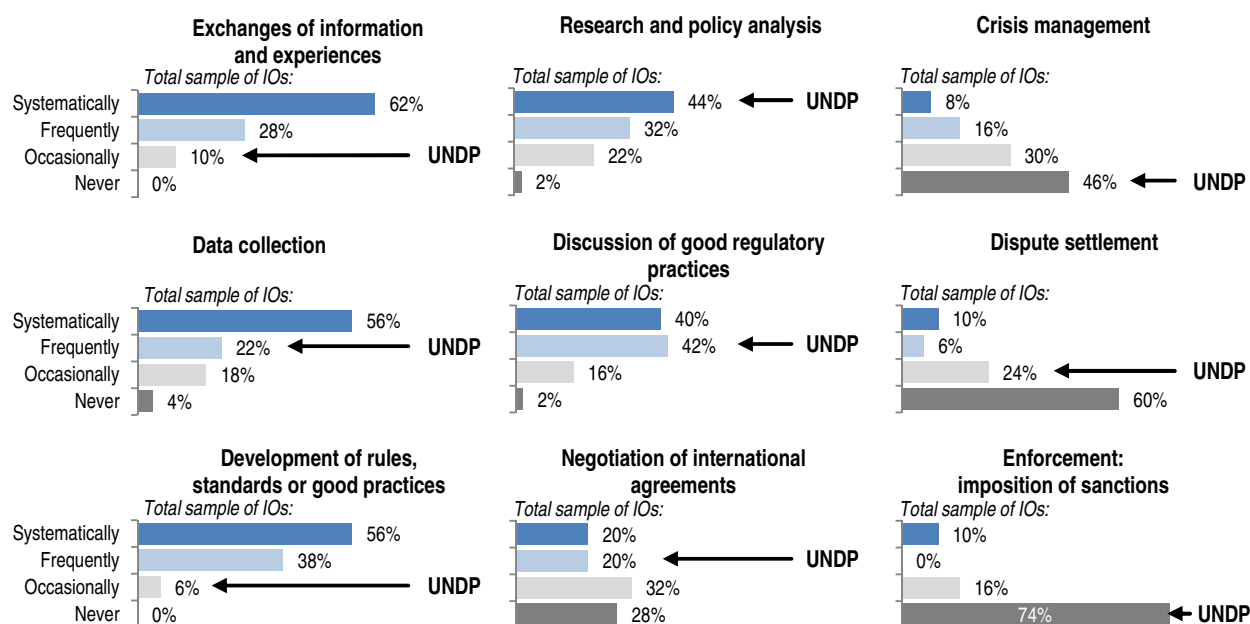 Exchanges of information
and experiences
Total sample of IOs:
Systematically 62%
Frequently 28%
Occasionally 10% UNDP
Never 0%
Research and policy analysis
Total sample of IOs:
44% UNDP
32%
22%
2%
Crisis management
Total sample of IOs:
8%
16%
30%
46% UNDP
Data collection
Total sample of IOs:
Systematically 56%
Frequently 22% UNDP
Occasionally 18%
Never 4%
Discussion of good regulatory
practices
Total sample of IOs:
40%
42% UNDP
16%
2%
Dispute settlement
Total sample of IOs:
10%
6%
24% UNDP
60%
Development of rules,
standards or good practices
Total sample of IOs:
Systematically 56%
Frequently 38%
Occasionally 6% UNDP
Never 0%
Negotiation of international
agreements
Total sample of IOs:
20%
20% UNDP
32%
28%
Enforcement:
imposition of sanctions
Total sample of IOs:
10%
0%
16%
74% UNDP